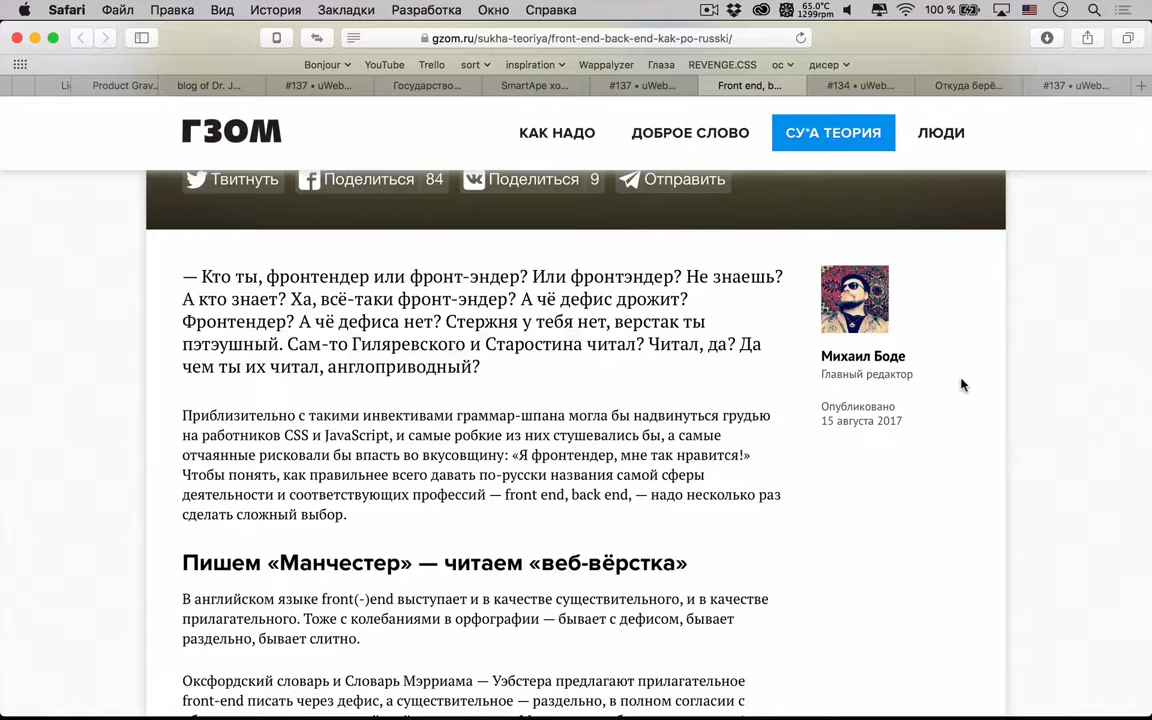 Safari Файл Правка Вид История Закладки Разработка Окно Справка 65.0°C 1299rpm 100 %
gzom.ru/sukha-teoriya/front-end-back-end-kak-po-russki/
Bonjour YouTube Trello sort inspiration Wappalyzer Глаза REVENGE.CSS ос дисер
Li Product Grav... blog of Dr. J... #137 • uWeb... Государство... SmartApe хо... #137 • uWeb... Front end, b... #134 • uWeb... Откуда берё... #137 • uWeb...
ГЗОМ КАК НАДО ДОБРОЕ СЛОВО СУ*А ТЕОРИЯ ЛЮДИ
Твитнуть Поделиться 84 Поделиться 9 Отправить
— Кто ты, фронтендер или фронт-эндер? Или фронтэндер? Не знаешь?
А кто знает? Ха, всё-таки фронт-эндер? А чё дефис дрожит?
Фронтендер? А чё дефиса нет? Стержня у тебя нет, верстак ты
пэтэушный. Сам-то Гиляревского и Старостина читал? Читал, да? Да
чем ты их читал, англоприводный?
Михаил Боде
Главный редактор
Опубликовано
15 августа 2017
Приблизительно с такими инвективами граммар-шпана могла бы надвинуться грудью
на работников CSS и JavaScript, и самые робкие из них стушевались бы, а самые
отчаянные рисковали бы впасть во вкусовщину: «Я фронтендер, мне так нравится!»
Чтобы понять, как правильнее всего давать по-русски названия самой сферы
деятельности и соответствующих профессий — front end, back end, — надо несколько раз
сделать сложный выбор.
Пишем «Манчестер» — читаем «веб-вёрстка»
В английском языке front(-)end выступает и в качестве существительного, и в качестве
прилагательного. Тоже с колебаниями в орфографии — бывает с дефисом, бывает
раздельно, бывает слитно.
Оксфордский словарь и Словарь Мэрриама — Уэбстера предлагают прилагательное
front-end писать через дефис, а существительное — раздельно, в полном согласии с